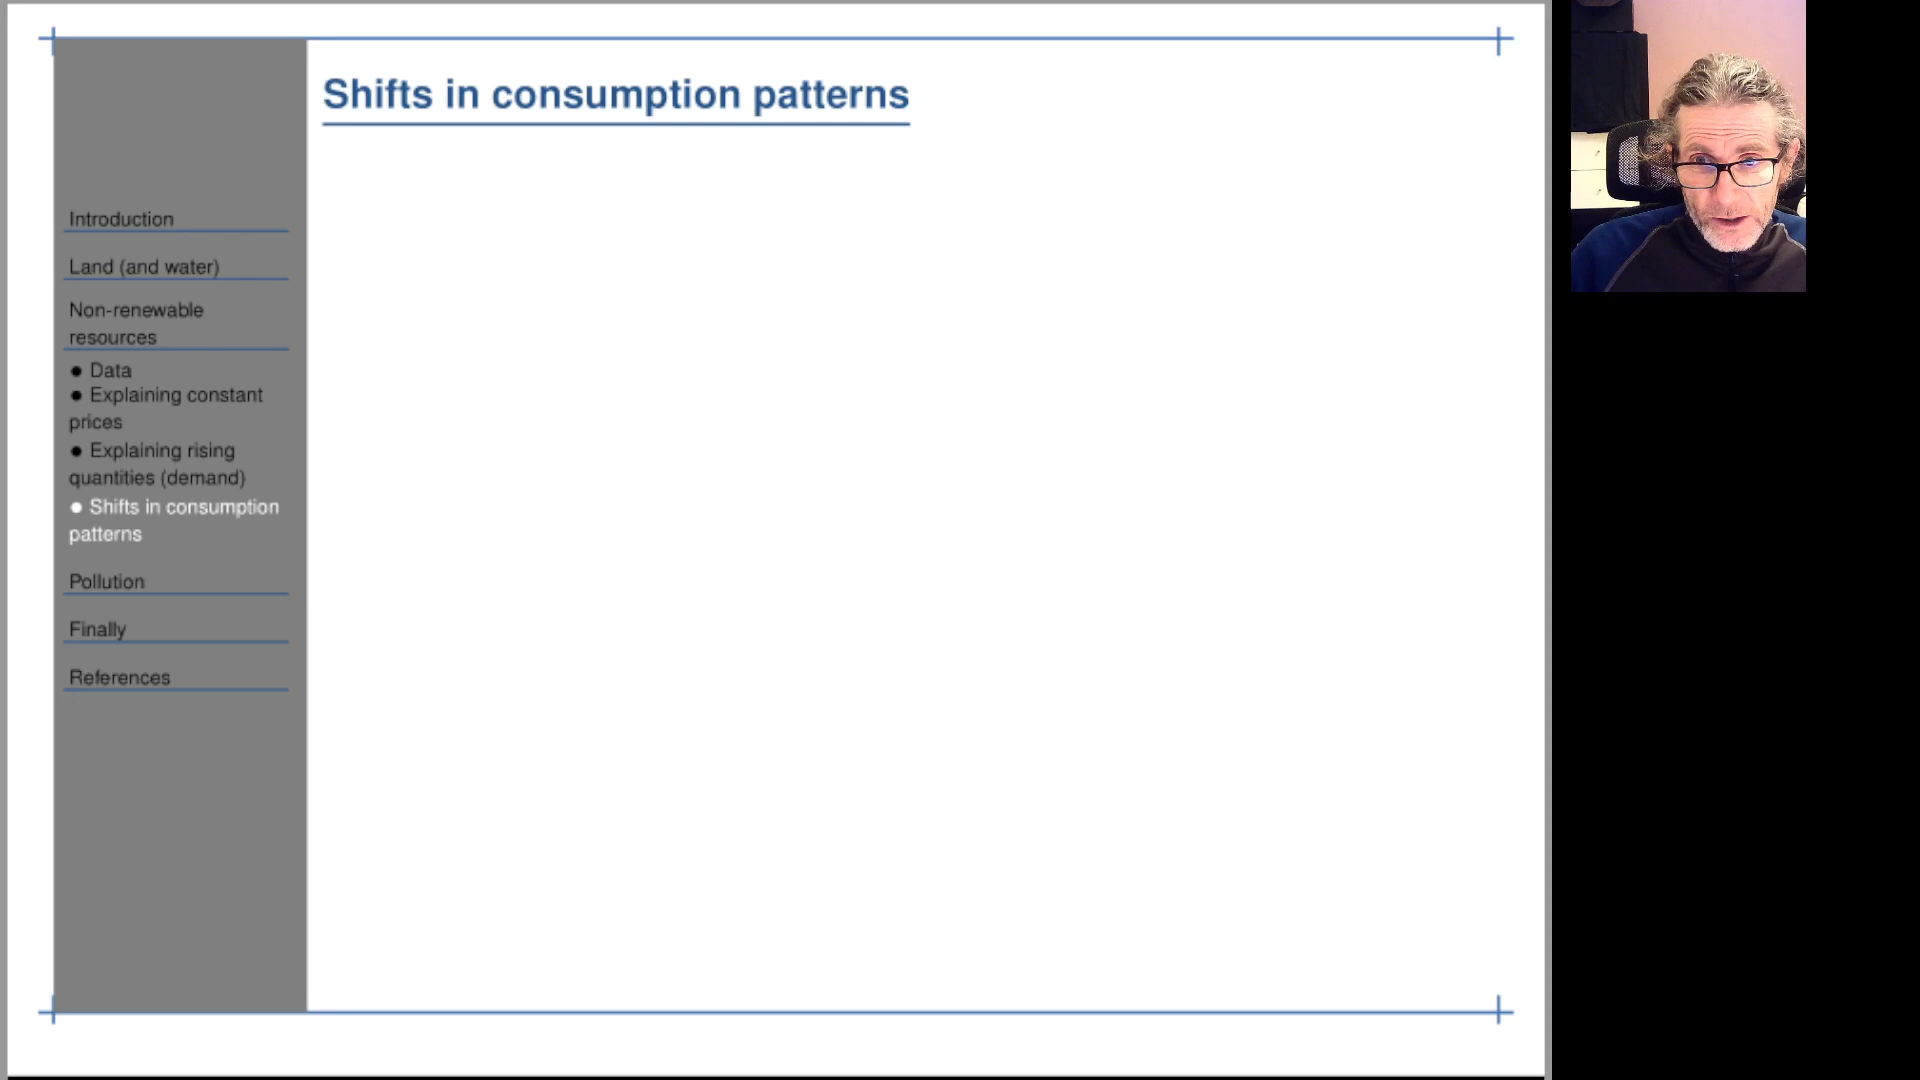 Shifts in consumption patterns
Introduction
Land (and water)
Non-renewable
resources
● Data
● Explaining constant
prices
● Explaining rising
quantities (demand)
● Shifts in consumption
patterns
Pollution
Finally
References